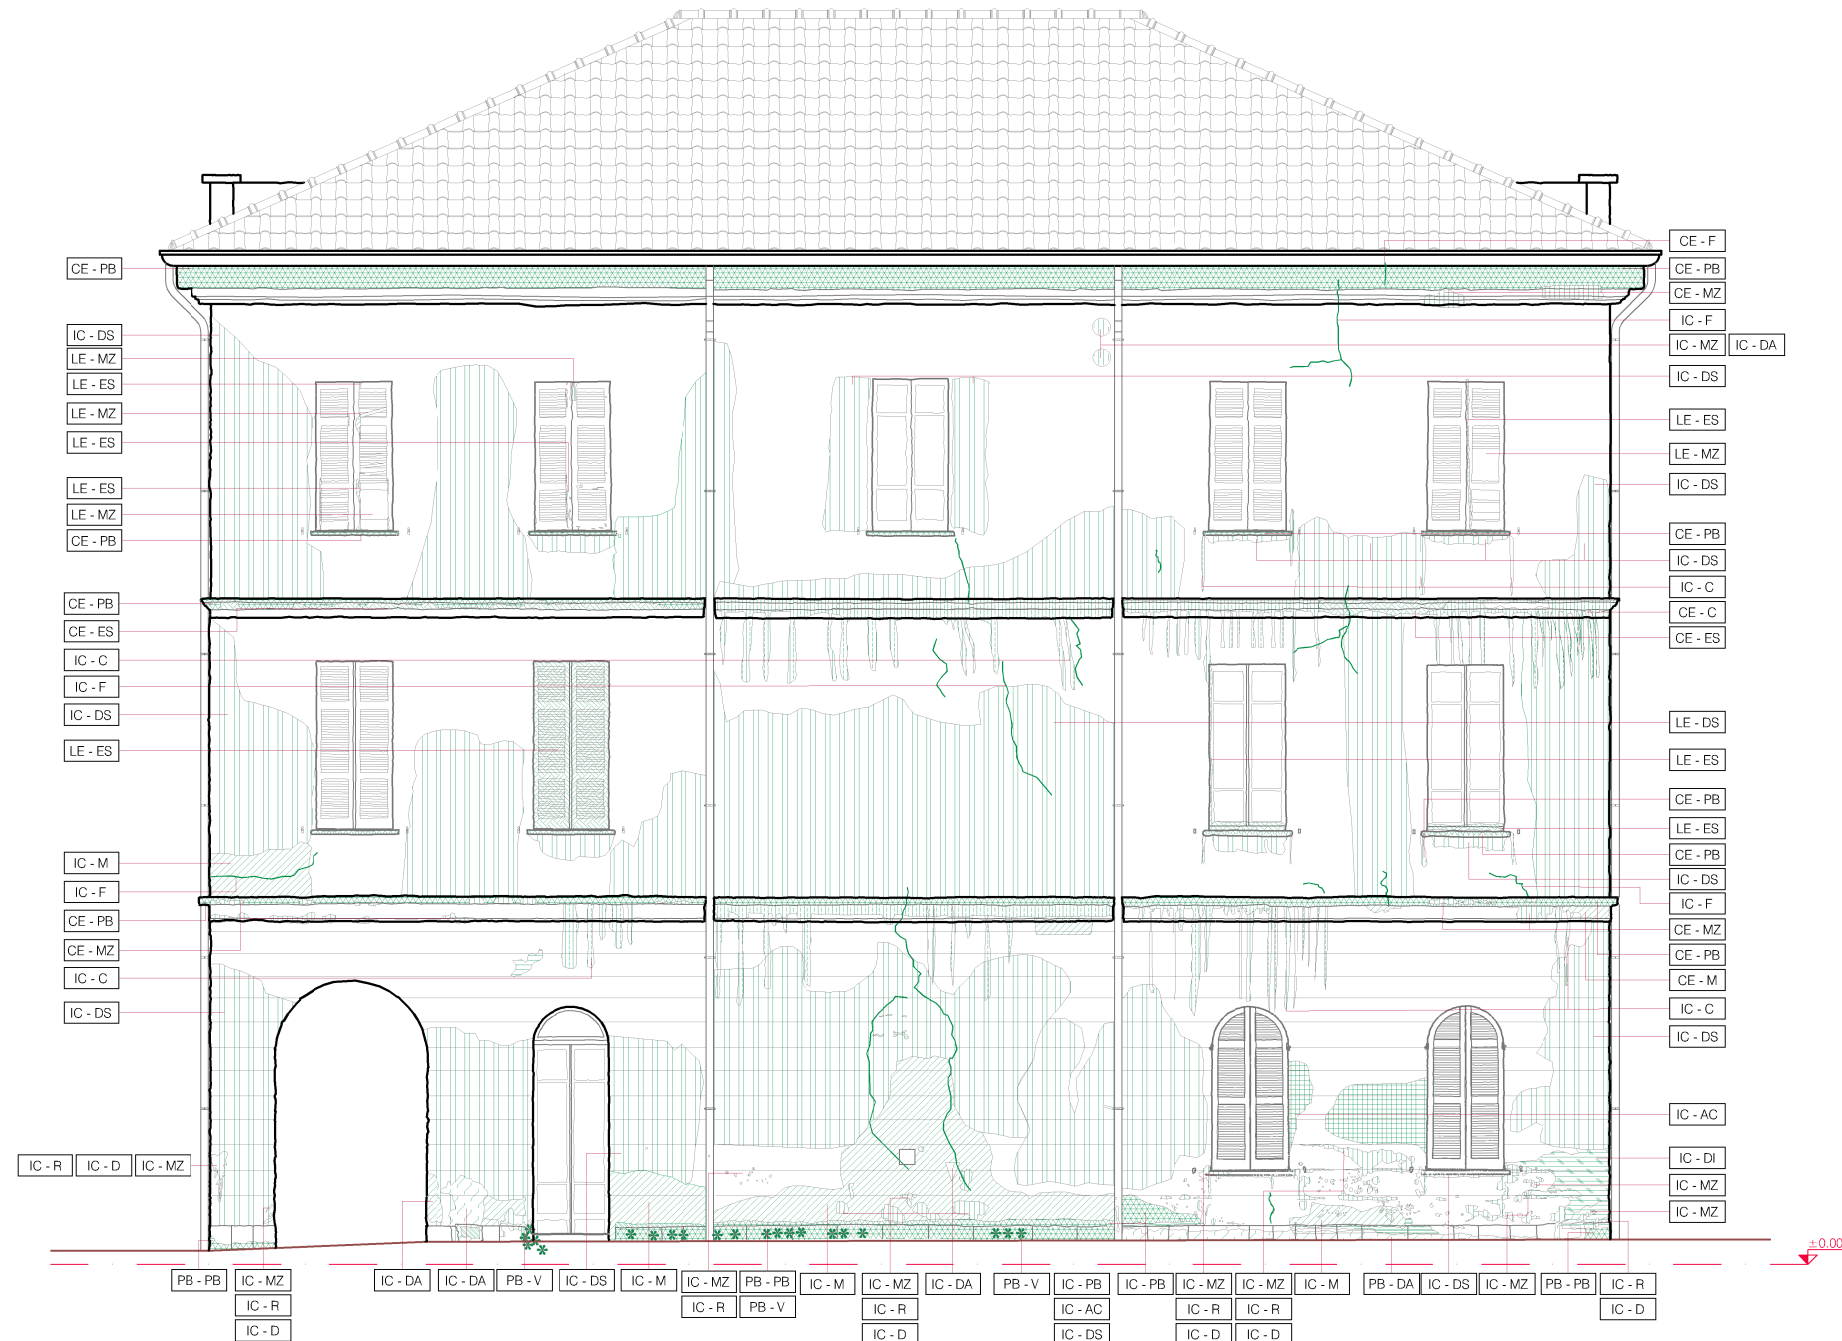 CE - F
CE - PB
CE - PB
CE - MZ
IC - F
IC - DS
IC - MZ
IC - DA
LE - MZ
IC - DS
LE - ES
LE - MZ
LE - ES
LE - ES
LE - MZ
LE - ES
IC - DS
LE - MZ
CE - PB
CE - PB
IC - DS
IC - C
CE - PB
CE - C
CE - ES
CE - ES
IC - C
IC - F
IC - DS
LE - DS
LE - ES
LE - ES
CE - PB
LE - ES
CE - PB
IC - M
IC - DS
IC - F
IC - F
CE - PB
CE - MZ
CE - MZ
CE - PB
IC - C
CE - M
IC - DS
IC - C
IC - DS
IC - AC
IC - R
IC - D
IC - MZ
IC - DI
IC - MZ
IC - MZ
±0.00
PB - PB
IC - MZ
IC - DA
IC - DA
PB - V
IC - DS
IC - M
IC - MZ
PB - PB
IC - M
IC - MZ
IC - DA
PB - V
IC - PB
IC - PB
IC - MZ
IC - MZ
IC - M
PB - DA
IC - DS
IC - MZ
PB - PB
IC - R
IC - R
IC - R
PB - V
IC - R
IC - AC
IC - R
IC - R
IC - D
IC - D
IC - D
IC - DS
IC - D
IC - D